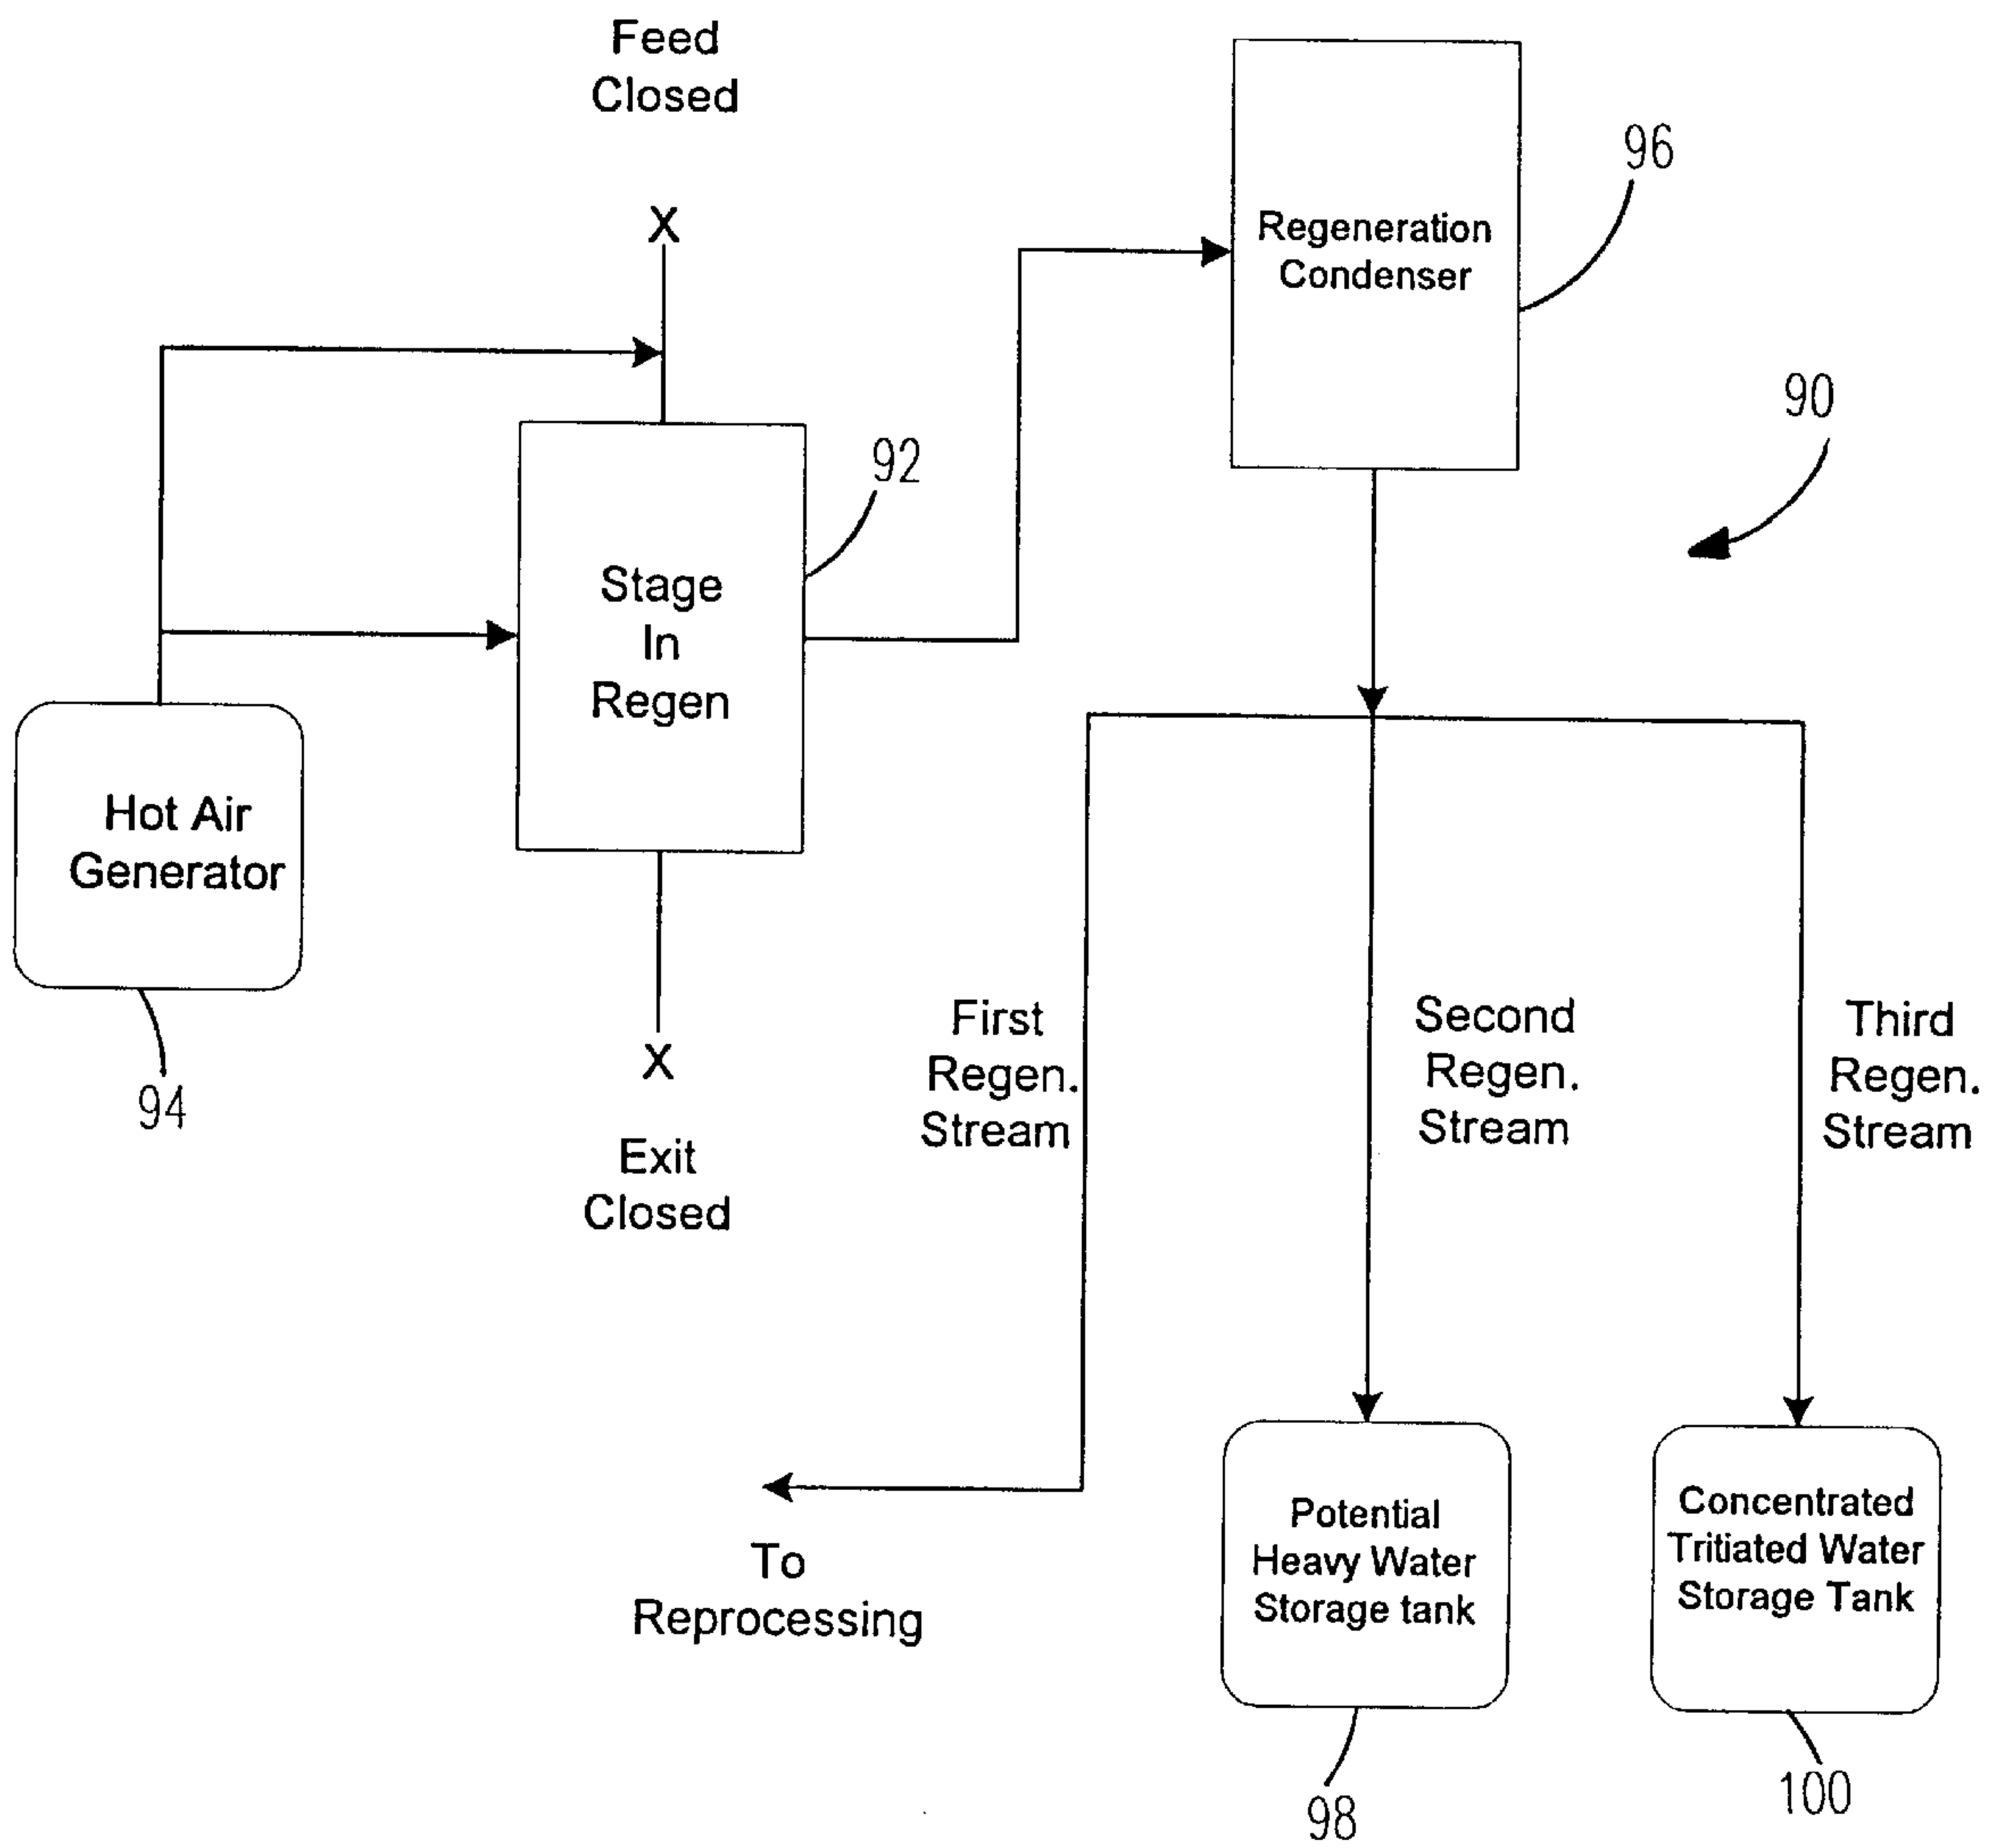 Feed
Closed
X
Regeneration
Condenser
96
90
92
Stage
In
Regen
Hot Air
Generator
94
X
Exit
Closed
First
Regen.
Stream
Second
Regen.
Stream
Third
Regen.
Stream
To
Reprocessing
Potential
Heavy Water
Storage tank
98
Concentrated
Tritiated Water
Storage Tank
100